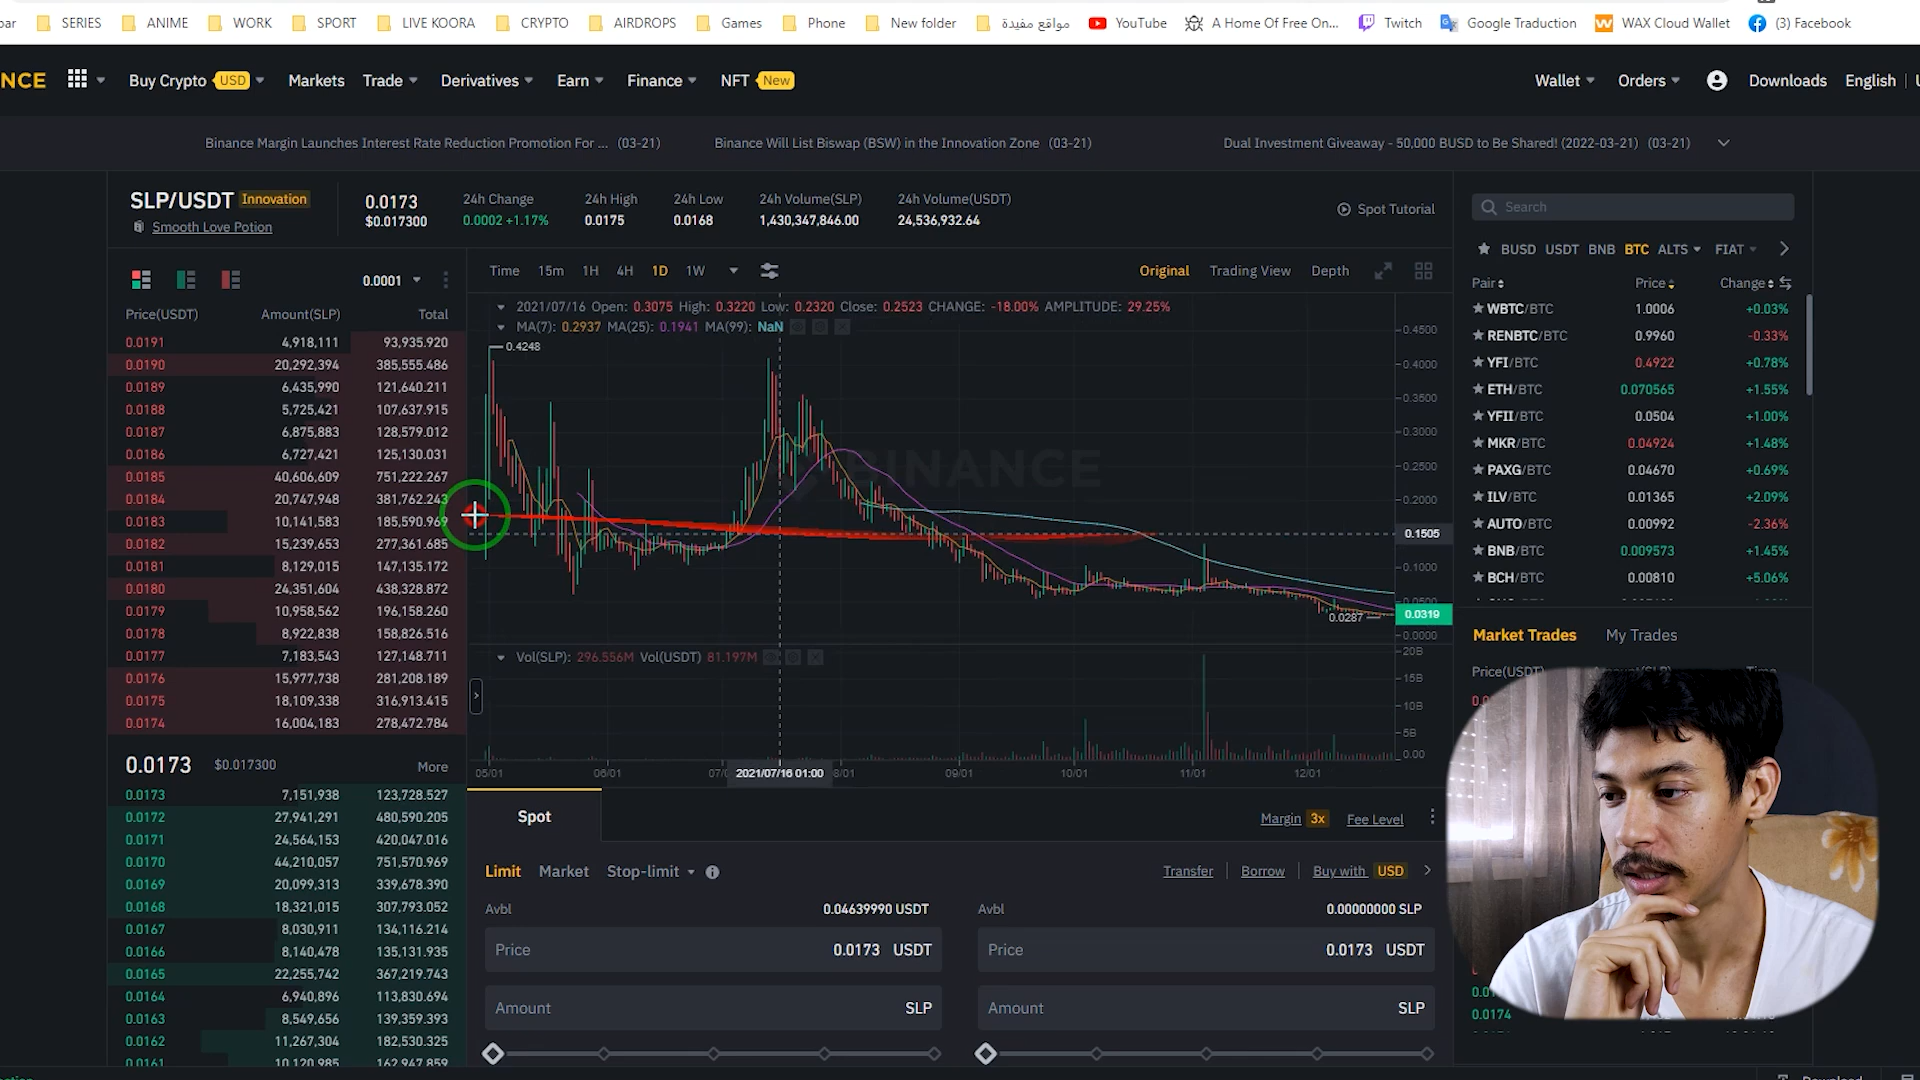 SERIES ANIME WORK SPORT LIVE KOORA CRYPTO AIRDROPS Games Phone New folder مواقع مفيدة YouTube A Home Of Free On... Twitch Google Traduction WAX Cloud Wallet (3) Facebook
NCE Buy Crypto USD Markets Trade Derivatives Earn Finance NFT New Wallet Orders Downloads English
Binance Margin Launches Interest Rate Reduction Promotion For ... (03-21) Binance Will List Biswap (BSW) in the Innovation Zone (03-21) Dual Investment Giveaway - 50,000 BUSD to Be Shared! (2022-03-21) (03-21)
SLP/USDT Innovation
Smooth Love Potion
0.0173
$0.017300
24h Change
0.0002 +1.17%
24h High
0.0175
24h Low
0.0168
24h Volume(SLP)
1,430,347,846.00
24h Volume(USDT)
24,536,932.64
Spot Tutorial
0.0001
Price(USDT) Amount(SLP) Total
0.0191 4,918,111 93,935.920
0.0190 20,292,394 385,555.486
0.0189 6,435,990 121,640.211
0.0188 5,725,421 107,637.915
0.0187 6,875,883 128,579.012
0.0186 6,727,421 125,130.031
0.0185 40,606,609 751,222.267
0.0184 20,747,948 381,762.243
0.0183 10,141,583 185,590.969
0.0182 15,239,653 277,361.685
0.0181 8,129,015 147,135.172
0.0180 24,351,604 438,328.872
0.0179 10,958,562 196,158.260
0.0178 8,922,838 158,826.516
0.0177 7,183,543 127,148.711
0.0176 15,977,738 281,208.189
0.0175 18,109,338 316,913.415
0.0174 16,004,183 278,472.784
0.0173 $0.017300 More
0.0173 7,151,938 123,728.527
0.0172 27,941,291 480,590.205
0.0171 24,564,153 420,047.016
0.0170 44,210,057 751,570.969
0.0169 20,099,313 339,678.390
0.0168 18,321,015 307,793.052
0.0167 8,030,911 134,116.214
0.0166 8,140,478 135,131.935
0.0165 22,255,742 367,219.743
0.0164 6,940,896 113,830.694
0.0163 8,549,656 139,359.393
0.0162 11,267,304 182,530.325
0.0161 10,120,985 162,947.859
Time 15m 1H 4H 1D 1W Original Trading View Depth
2021/07/16 Open: 0.3075 High: 0.3220 Low: 0.2320 Close: 0.2523 CHANGE: -18.00% AMPLITUDE: 29.25%
MA(7): 0.2937 MA(25): 0.1941 MA(99): NaN
0.4248
BINANCE
0.4500
0.4000
0.3500
0.3000
0.2500
0.2000
0.1505
0.1000
0.0500
0.0319
0.0287
0.0000
Vol(SLP): 296.556M Vol(USDT) 81.197M
20B
15B
10B
5B
0.00
05/01 06/01 07/ 2021/07/16 01:00 8/01 09/01 10/01 11/01 12/01
Spot Margin 3x Fee Level
Limit Market Stop-limit Transfer Borrow Buy with USD
Avbl 0.04639990 USDT Avbl 0.00000000 SLP
Price 0.0173 USDT Price 0.0173 USDT
Amount SLP Amount SLP
Search
BUSD USDT BNB BTC ALTS FIAT
Pair Price Change
WBTC/BTC 1.0006 +0.03%
RENBTC/BTC 0.9960 -0.33%
YFI/BTC 0.4922 +0.78%
ETH/BTC 0.070565 +1.55%
YFII/BTC 0.0504 +1.00%
MKR/BTC 0.04924 +1.48%
PAXG/BTC 0.04670 +0.69%
ILV/BTC 0.01365 +2.09%
AUTO/BTC 0.00992 -2.36%
BNB/BTC 0.009573 +1.45%
BCH/BTC 0.00810 +5.06%
Market Trades My Trades
Price(USDT)
0.0174